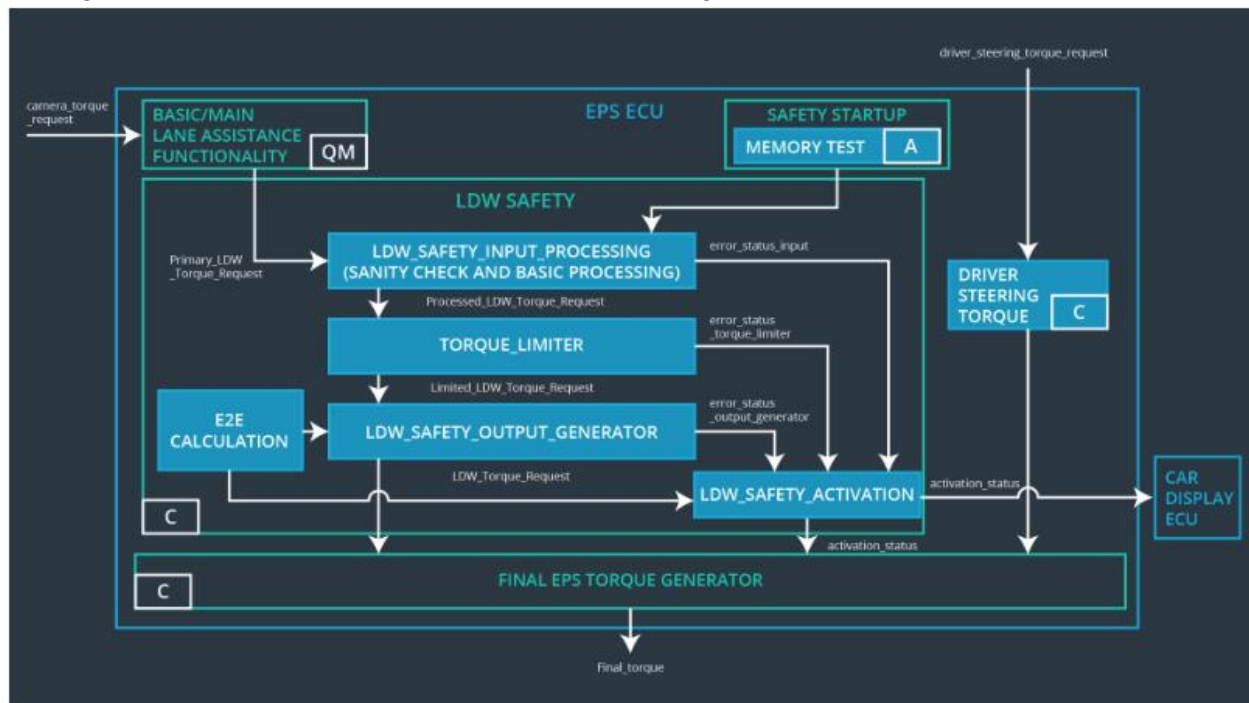 driver_steering_torque_request
camera_torque
_request
BASIC/MAIN
LANE ASSISTANCE
FUNCTIONALITY
QM
EPS ECU
SAFETY STARTUP
MEMORY TEST
A
LDW SAFETY
Primary_LDW
_Torque_Request
LDW_SAFETY_INPUT_PROCESSING
(SANITY CHECK AND BASIC PROCESSING)
error_status_input
DRIVER
STEERING
TORQUE
C
Processed_LDW_Torque_Request
TORQUE_LIMITER
error_status
_torque_limiter
Limited_LDW_Torque_Request
E2E
CALCULATION
LDW_SAFETY_OUTPUT_GENERATOR
error_status
_output_generator
LDW_Torque_Request
LDW_SAFETY_ACTIVATION
activation_status
CAR
DISPLAY
ECU
C
activation_status
FINAL EPS TORQUE GENERATOR
C
Final_torque